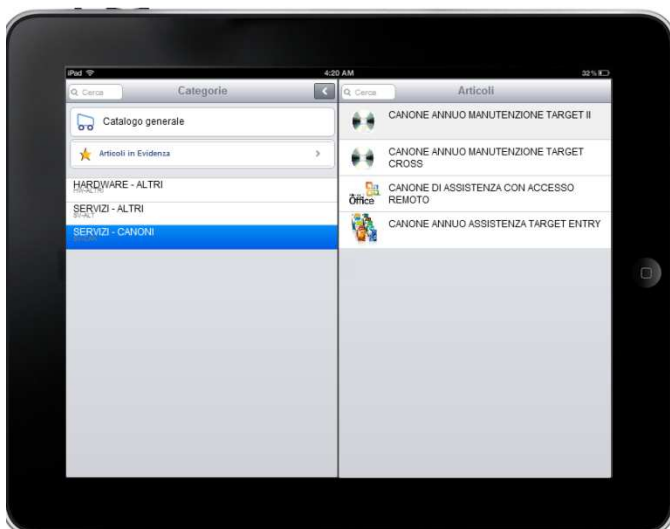 iPad
4:20 AM
32%
Cerca
Categorie
Cerca
Articoli
Catalogo generale
Articoli in Evidenza
HARDWARE - ALTRI
SERVIZI - ALTRI
SV-ALT
SERVIZI - CANONI
CANONE ANNUO MANUTENZIONE TARGET II
CANONE ANNUO MANUTENZIONE TARGET
CROSS
CANONE DI ASSISTENZA CON ACCESSO
REMOTO
Office
CANONE ANNUO ASSISTENZA TARGET ENTRY